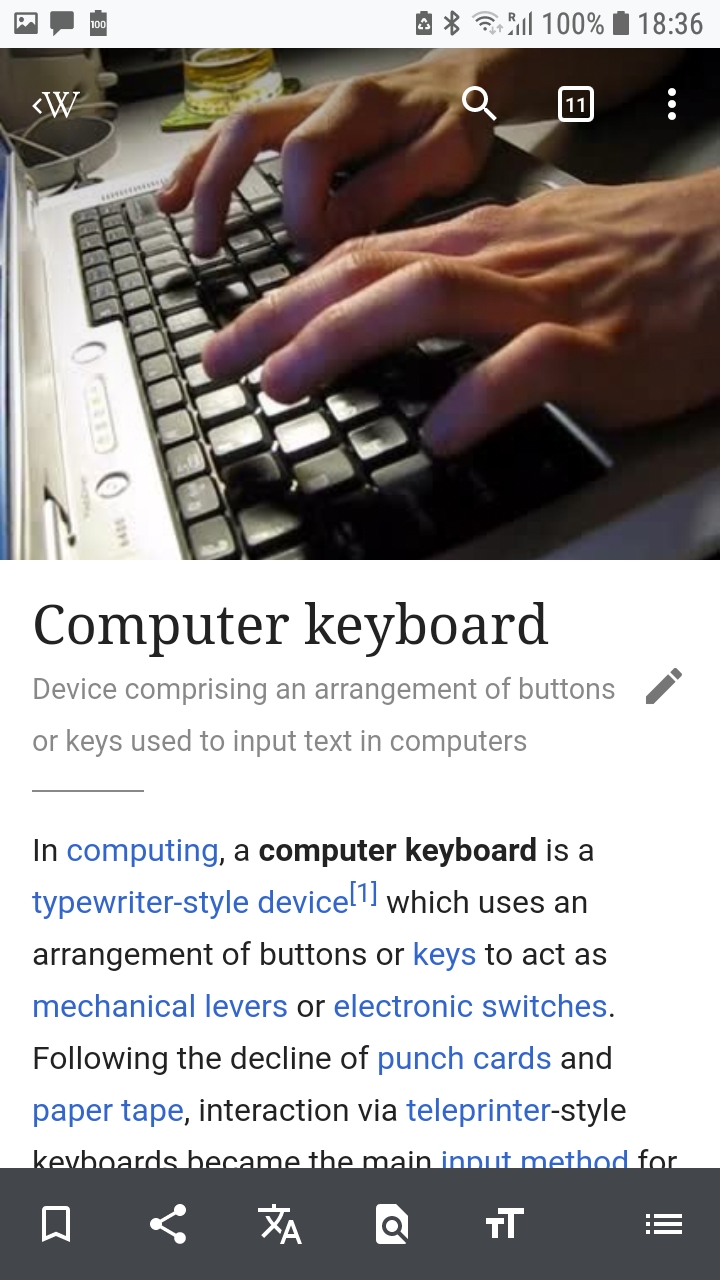 100
R
100%
18:36
<W
11
Computer keyboard
Device comprising an arrangement of buttons
or keys used to input text in computers
In computing, a computer keyboard is a
typewriter-style device[1] which uses an
arrangement of buttons or keys to act as
mechanical levers or electronic switches.
Following the decline of punch cards and
paper tape, interaction via teleprinter-style
keyboards became the main input method for